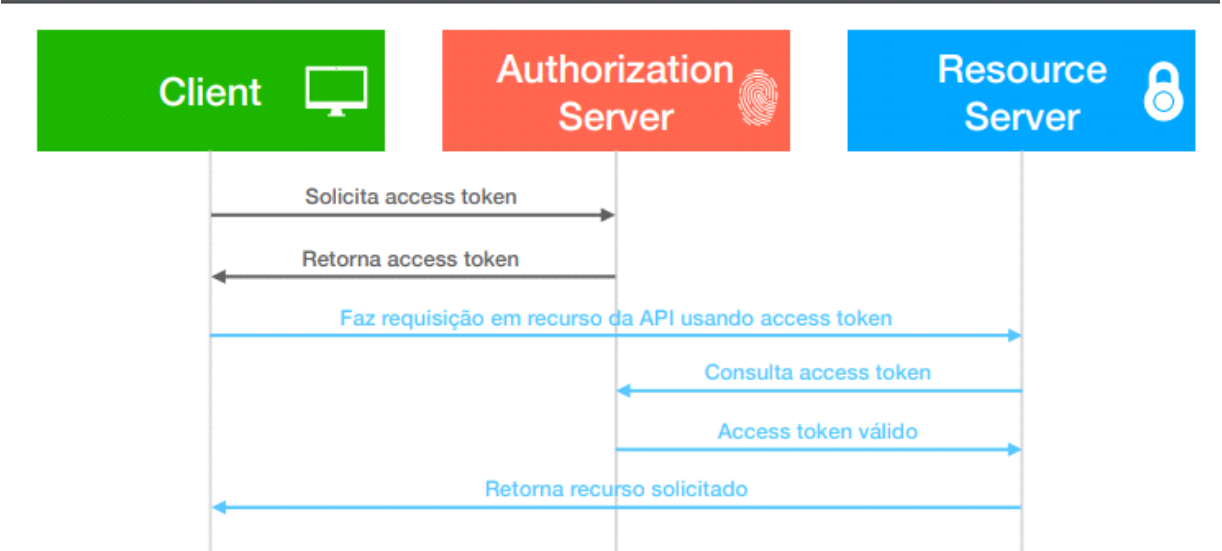 Client
Authorization
Server
Resource
Server
Solicita access token
Retorna access token
Faz requisição em recurso da API usando access token
Consulta access token
Access token válido
Retorna recurso solicitado